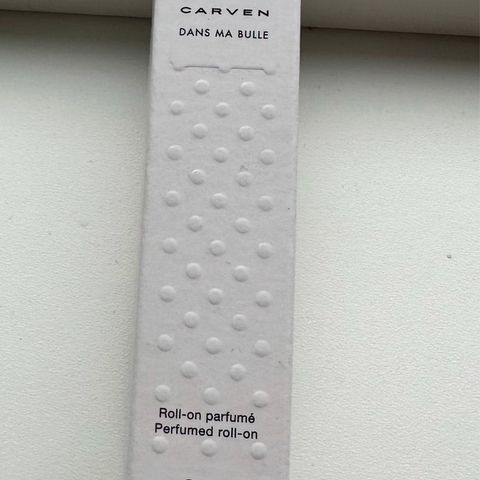 CARVEN
DANS MA BULLE
Roll-on parfumé
Perfumed roll-on